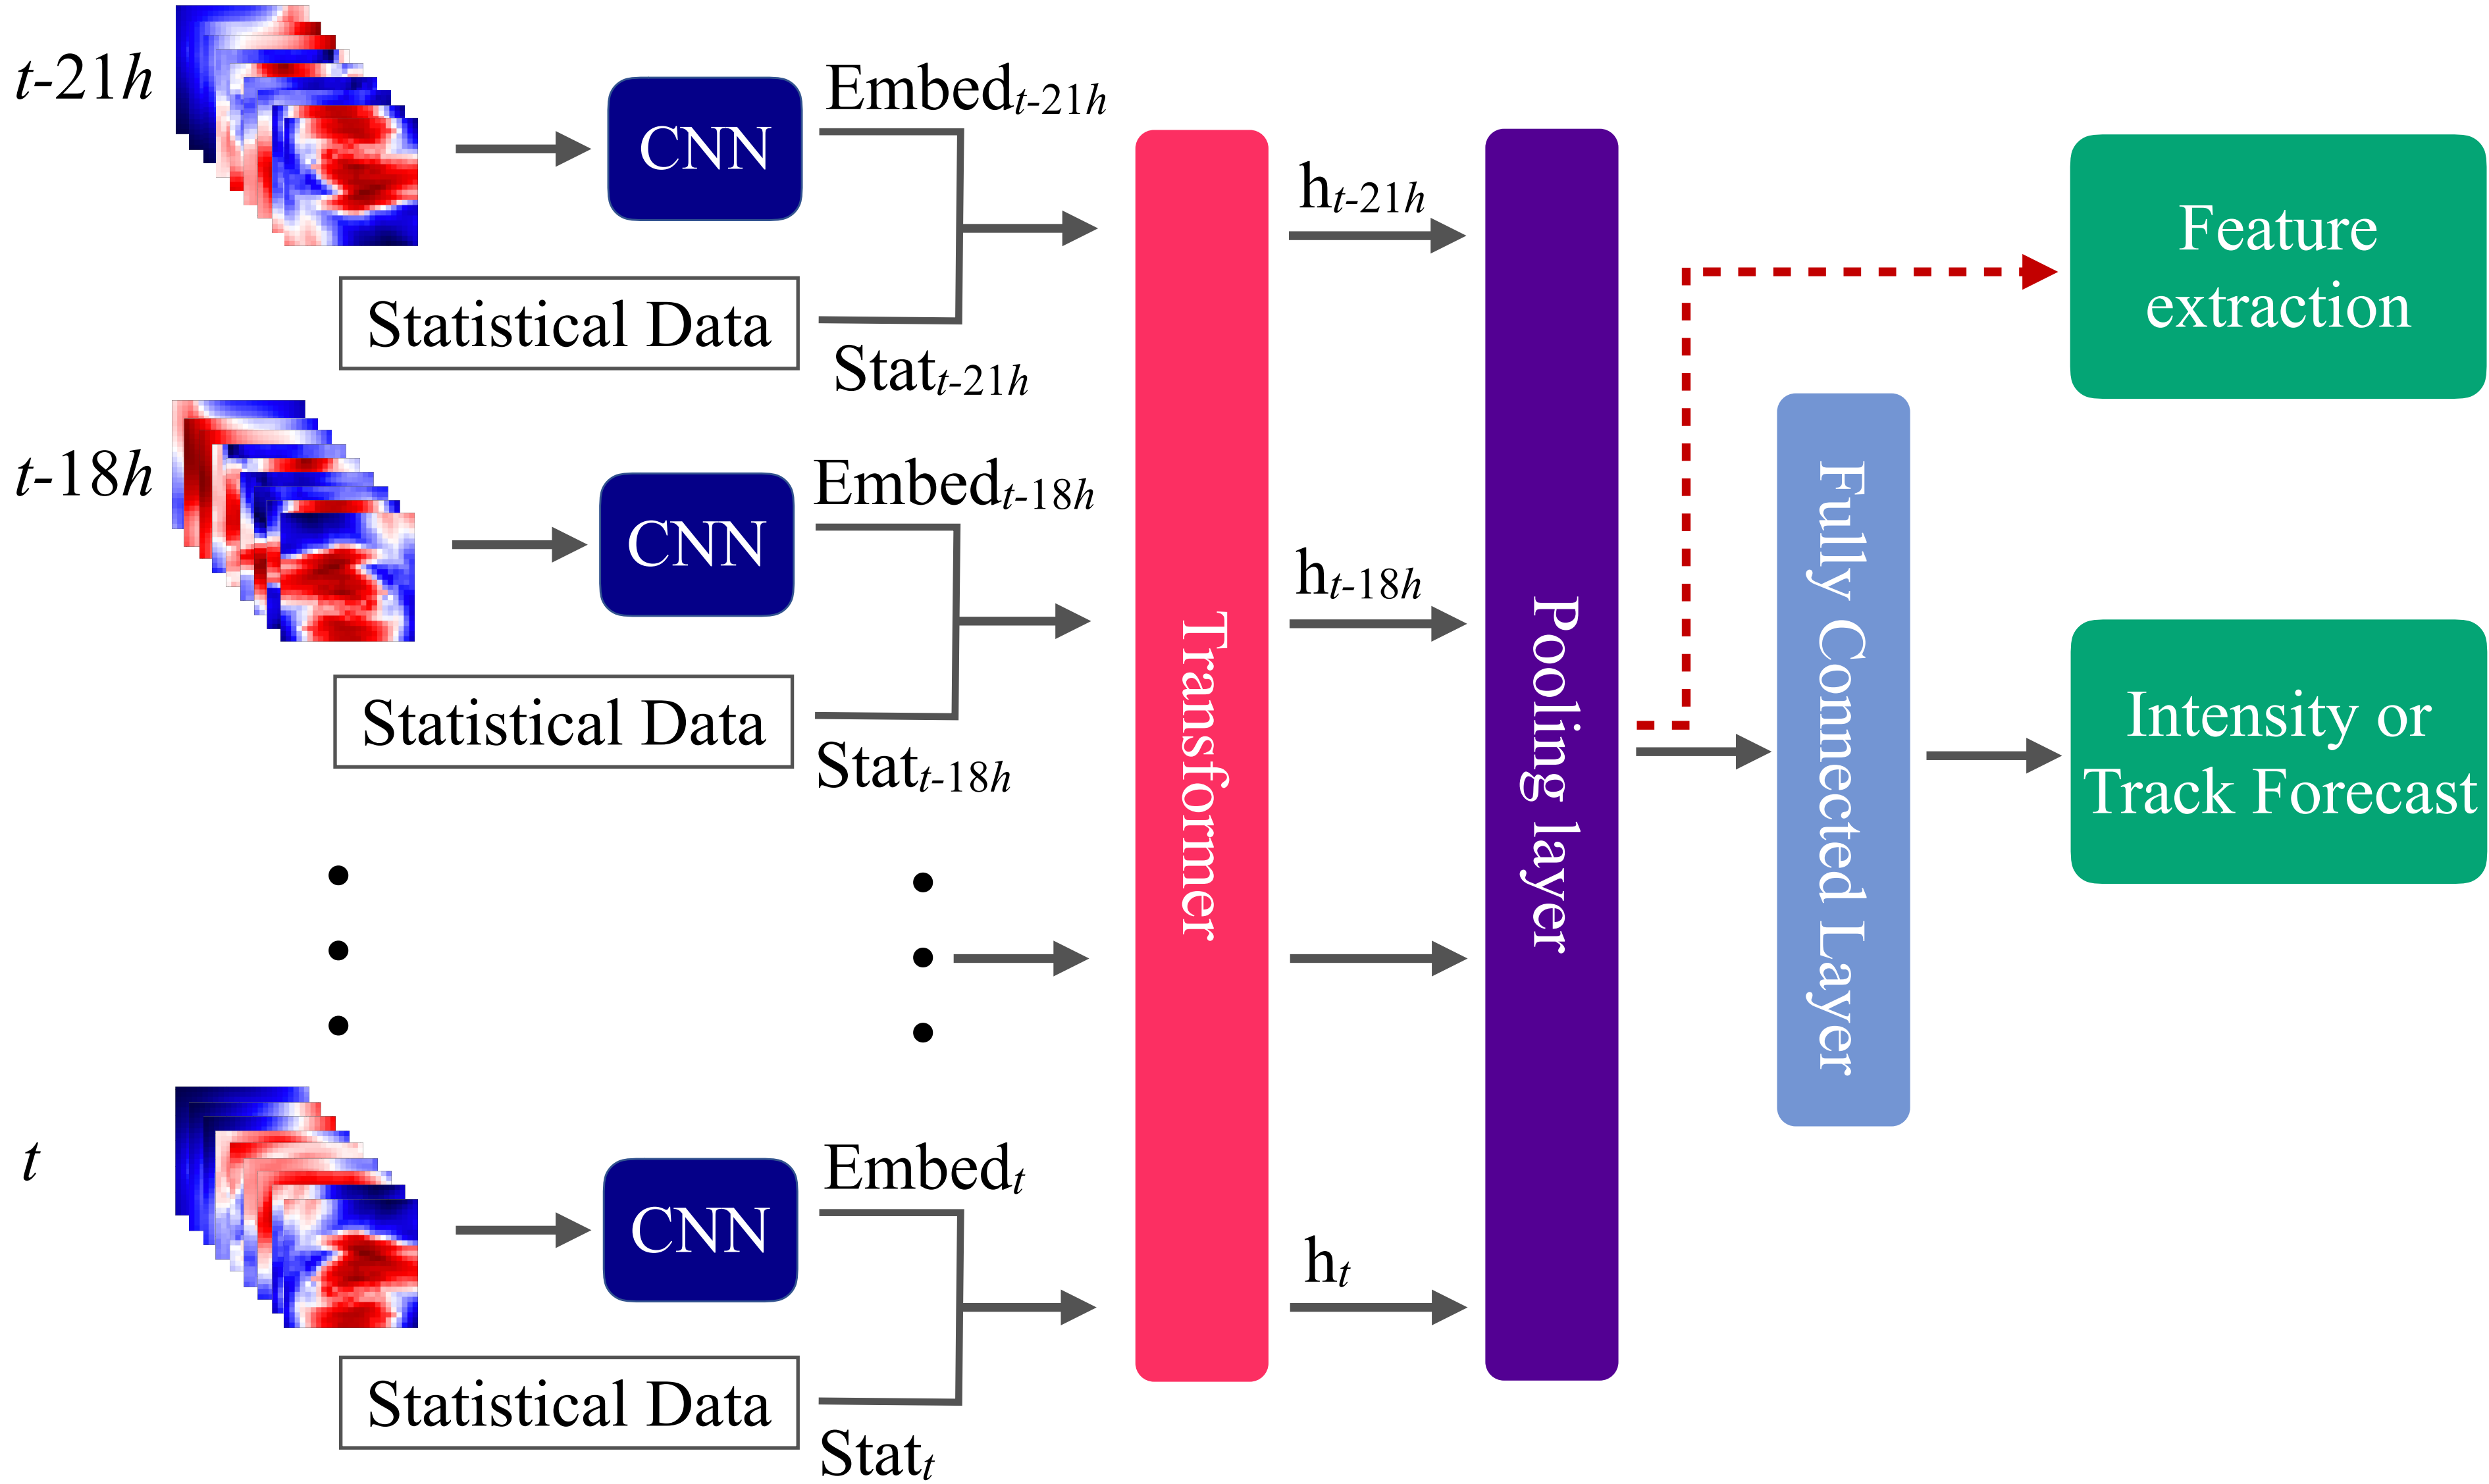 t-21h
CNN
Embedt-21h
Statistical Data
Statt-21h
t-18h
CNN
Embedt-18h
Statistical Data
Statt-18h
t
CNN
Embedt
Statistical Data
Statt
Transformer
ht-21h
ht-18h
ht
Pooling layer
Fully Connected Layer
Feature
extraction
Intensity or
Track Forecast